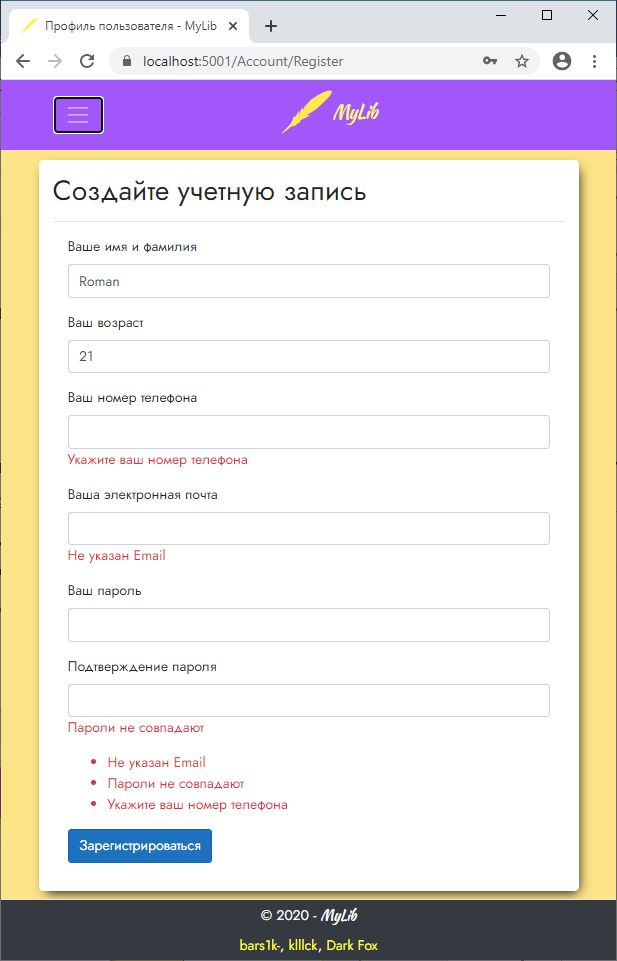 Профиль пользователя - MyLib
localhost:5001/Account/Register
MyLib
Создайте учетную запись
Ваше имя и фамилия
Roman
Ваш возраст
21
Ваш номер телефона
Укажите ваш номер телефона
Ваша электронная почта
Не указан Email
Ваш пароль
Подтверждение пароля
Пароли не совпадают
Не указан Email
Пароли не совпадают
Укажите ваш номер телефона
Зарегистрироваться
© 2020 - MyLib
bars1k-, klllck, Dark Fox